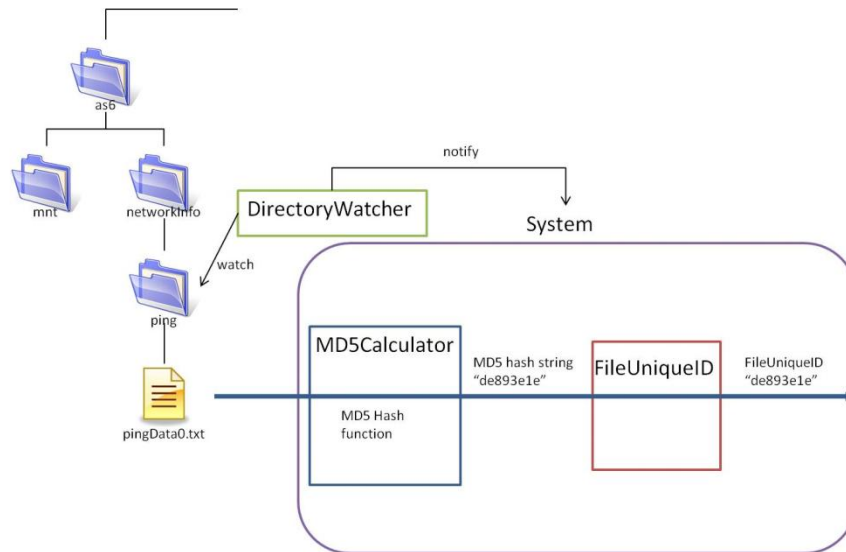 as6
mnt
networkInfo
notify
DirectoryWatcher
System
watch
ping
MD5Calculator
MD5 hash string
“de893e1e”
FileUniqueID
FileUniqueID
“de893e1e”
MD5 Hash
function
pingData0.txt